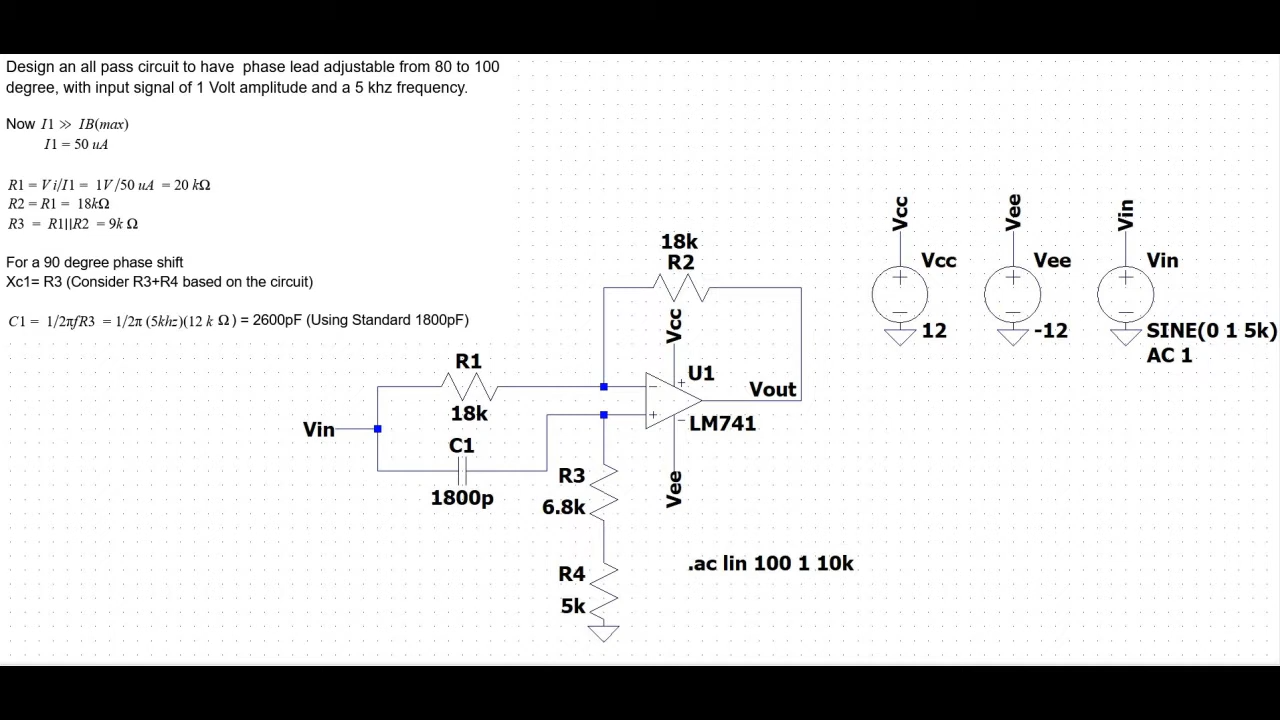 Design an all pass circuit to have phase lead adjustable from 80 to 100
degree, with input signal of 1 Volt amplitude and a 5 khz frequency.
Now I1 ≫ IB(max)
I1 = 50 uA
R1 = Vi/I1 = 1V/50 uA = 20 kΩ
R2 = R1 = 18kΩ
R3 = R1||R2 = 9k Ω
For a 90 degree phase shift
Xc1= R3 (Consider R3+R4 based on the circuit)
C1 = 1/2πfR3 = 1/2π (5khz)(12 k Ω ) = 2600pF (Using Standard 1800pF)
18k
R2
Vcc
R1
18k
U1
Vout
LM741
Vin
C1
1800p
Vee
R3
6.8k
R4
5k
.ac lin 100 1 10k
Vcc
Vcc
12
Vee
Vee
-12
Vin
Vin
SINE(0 1 5k)
AC 1